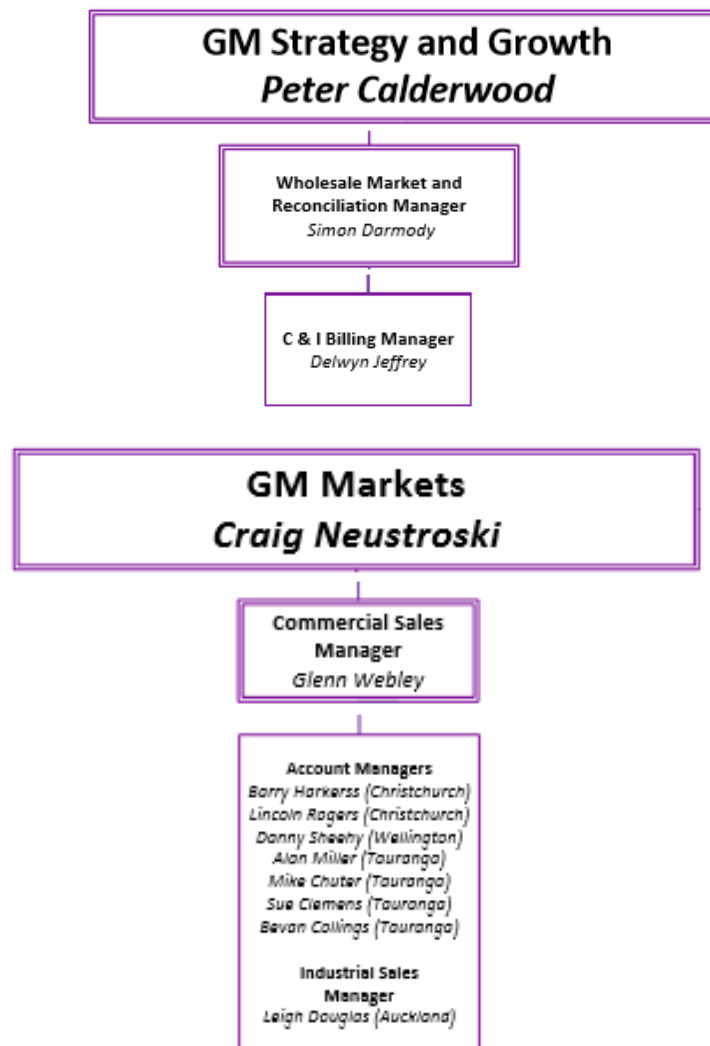 GM Strategy and Growth
Peter Calderwood
Wholesale Market and
Reconciliation Manager
Simon Darmody
C & I Billing Manager
Delwyn Jeffrey
GM Markets
Craig Neustroski
Commercial Sales
Manager
Glenn Webley
Account Managers
Barry Harkerss (Christchurch)
Lincoln Rogers (Christchurch)
Danny Sheehy (Wellington)
Alan Miller (Tauranga)
Mike Chuter (Tauranga)
Sue Clemens (Tauranga)
Bevan Collings (Tauranga)
Industrial Sales
Manager
Leigh Douglas (Auckland)